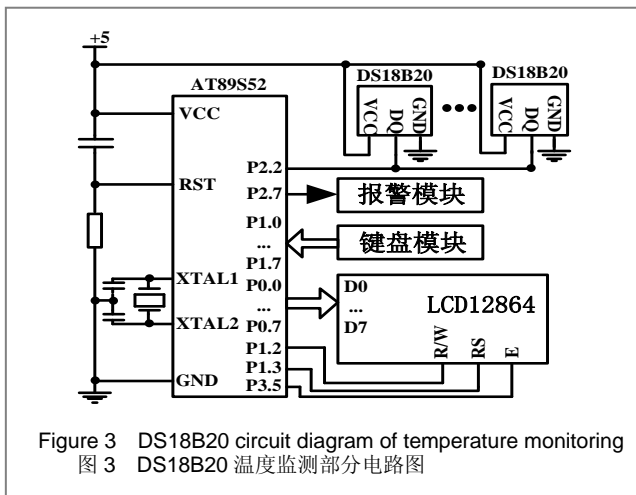 +5
AT89S52
VCC
RST
XTAL1
XTAL2
GND
P2.2
P2.7
P1.0
...
P1.7
P0.0
...
P0.7
P1.2
P1.3
P3.5
DS18B20
VCC
DQ
GND
DS18B20
VCC
DQ
GND
报警模块
键盘模块
D0
...
D7
LCD12864
R/W
RS
E
Figure 3 DS18B20 circuit diagram of temperature monitoring
图 3 DS18B20 温度监测部分电路图